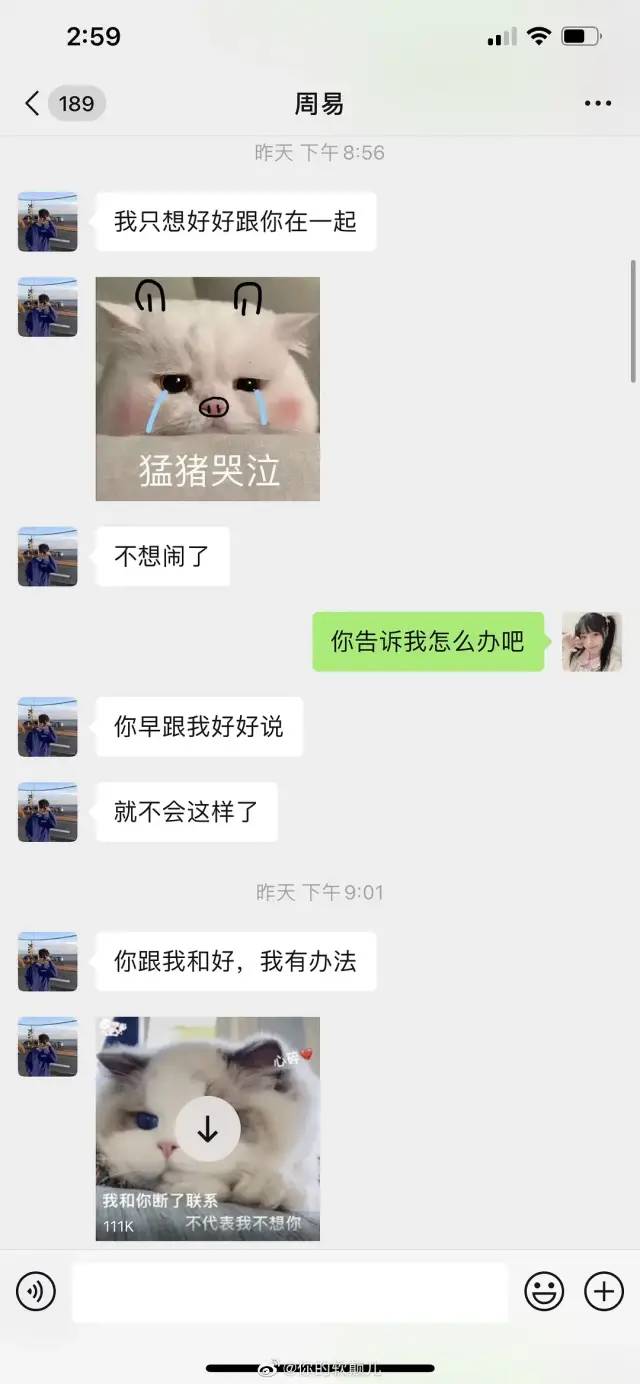 2:59
189
周易
昨天 下午8:56
我只想好好跟你在一起
猛猪哭泣
不想闹了
你告诉我怎么办吧
你早跟我好好说
就不会这样了
昨天 下午9:01
你跟我和好，我有办法
心碎
我和你断了联系
111K
不代表我不想你